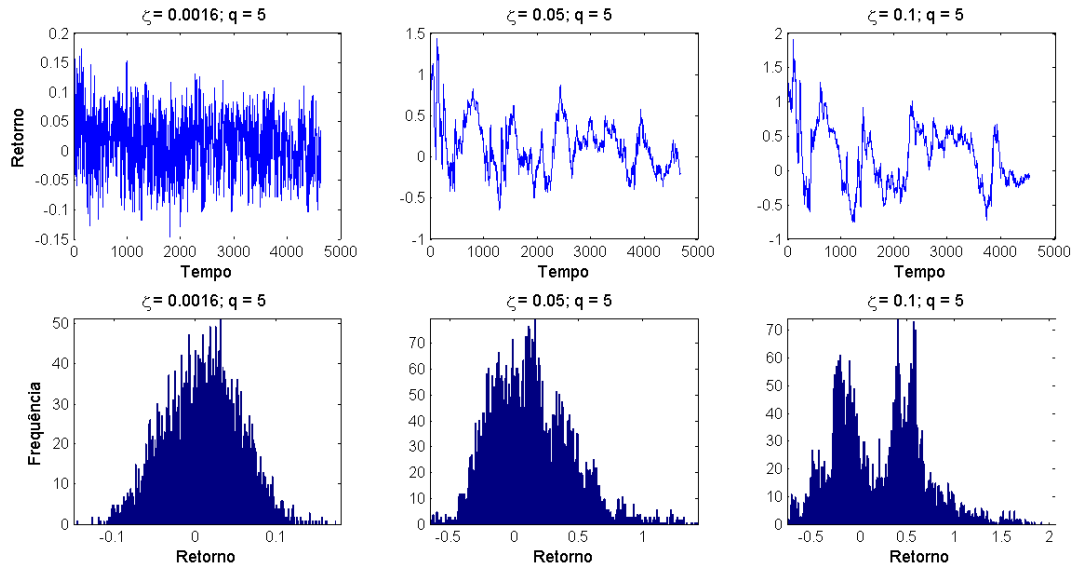 ζ= 0.0016; q = 5
ζ= 0.05; q = 5
ζ= 0.1; q = 5
0.2
0.15
0.1
0.05
0
-0.05
-0.1
-0.15
Retorno
0 1000 2000 3000 4000 5000
Tempo
1.5
1
0.5
0
-0.5
-1
0 1000 2000 3000 4000 5000
Tempo
2
1.5
1
0.5
0
-0.5
-1
0 1000 2000 3000 4000 5000
Tempo
ζ= 0.0016; q = 5
ζ= 0.05; q = 5
ζ= 0.1; q = 5
50
40
30
20
10
0
Frequência
-0.1 0 0.1
Retorno
70
60
50
40
30
20
10
0
-0.5 0 0.5 1
Retorno
70
60
50
40
30
20
10
0
-0.5 0 0.5 1 1.5 2
Retorno